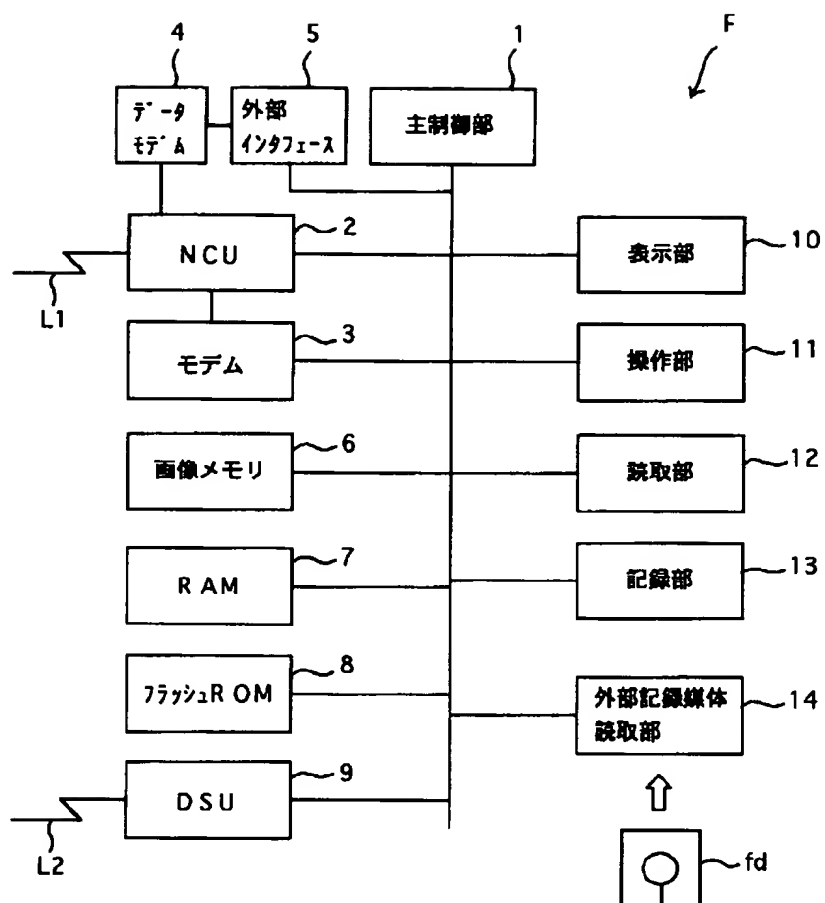 F
4
5
1
データ
モデム
外部
インタフェース
主制御部
2
NCU
L1
10
表示部
3
モデム
11
操作部
6
画像メモリ
12
読取部
7
RAM
13
記録部
8
フラッシュROM
14
外部記録媒体
読取部
9
DSU
L2
fd